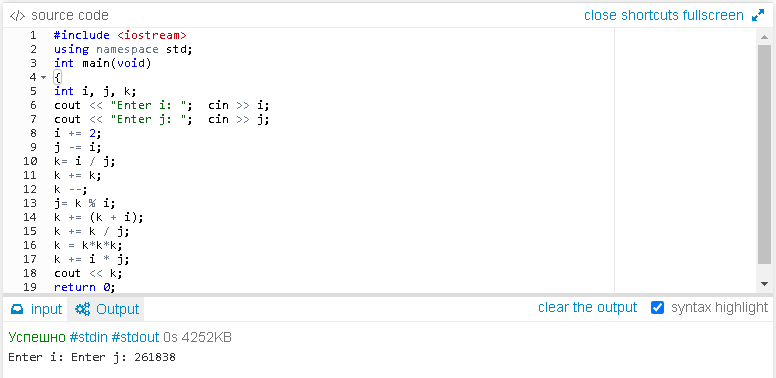 </> source code close shortcuts fullscreen
1 #include <iostream>
2 using namespace std;
3 int main(void)
4 {
5 int i, j, k;
6 cout << "Enter i: ";  cin >> i;
7 cout << "Enter j: ";  cin >> j;
8 i += 2;
9 j -= i;
10 k= i / j;
11 k += k;
12 k --;
13 j= k % i;
14 k += (k + i);
15 k += k / j;
16 k = k*k*k;
17 k += i * j;
18 cout << k;
19 return 0;
input Output clear the output syntax highlight
Успешно #stdin #stdout 0s 4252KB
Enter i: Enter j: 261838